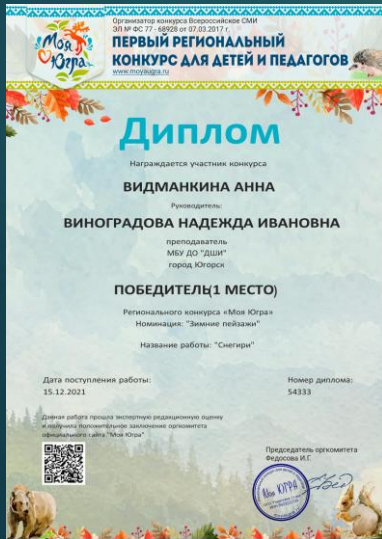 Моя Югра
Организатор конкурса Всероссийское СМИ
ЭЛ № ФС 77 - 68928 от 07.03.2017 г.
ПЕРВЫЙ РЕГИОНАЛЬНЫЙ
КОНКУРС ДЛЯ ДЕТЕЙ И ПЕДАГОГОВ
www.moyaugra.ru
Диплом
Награждается участник конкурса
ВИДМАНКИНА АННА
Руководитель:
ВИНОГРАДОВА НАДЕЖДА ИВАНОВНА
преподаватель
МБУ ДО "ДШИ"
город Югорск
ПОБЕДИТЕЛЬ(1 МЕСТО)
Регионального конкурса «Моя Югра»
Номинация: "Зимние пейзажи"
Название работы: "Снегири"
Дата поступления работы:
15.12.2021
Номер диплома:
54333
Данная работа прошла экспертную редакционную оценку
и получила положительное заключение оргкомитета
официального сайта "Моя Югра"
Председатель оргкомитета
Федосова И.Г.
Моя ЮГРА